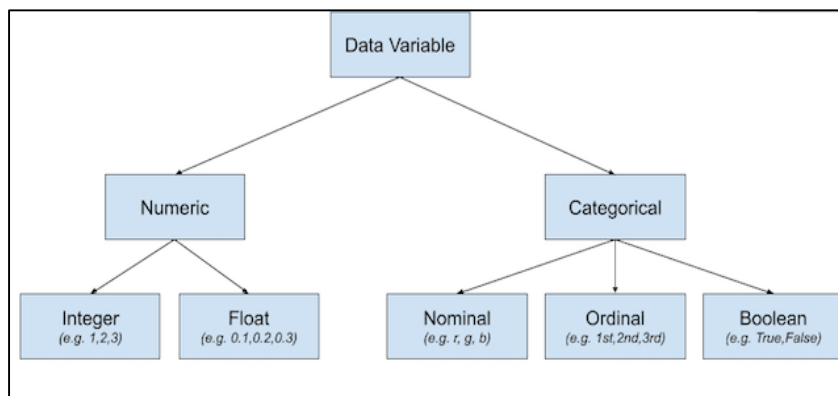 Data Variable
Numeric
Categorical
Integer
(e.g. 1,2,3)
Float
(e.g. 0.1,0.2,0.3)
Nominal
(e.g. r, g, b)
Ordinal
(e.g. 1st,2nd,3rd)
Boolean
(e.g. True,False)